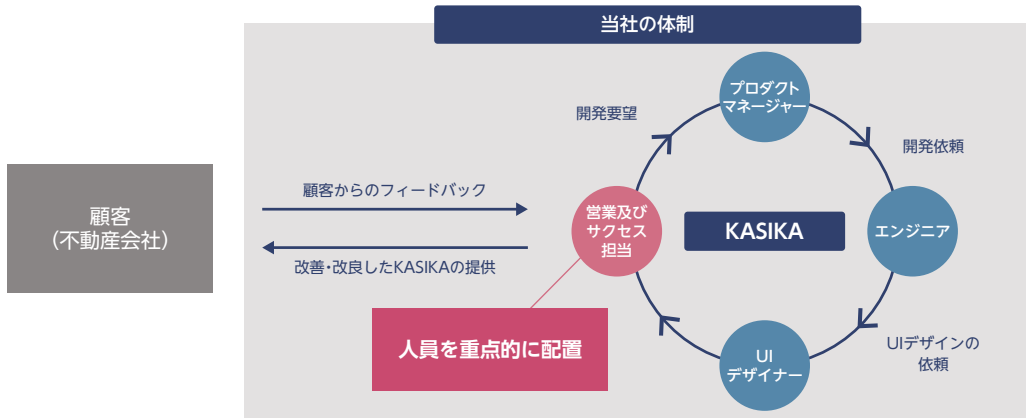 当社の体制
プロダクト
マネージャー
開発要望
開発依頼
顧客
（不動産会社）
顧客からのフィードバック
営業及び
サクセス
担当
KASIKA
エンジニア
改善・改良したKASIKAの提供
人員を重点的に配置
UIデザインの
依頼
UI
デザイナー